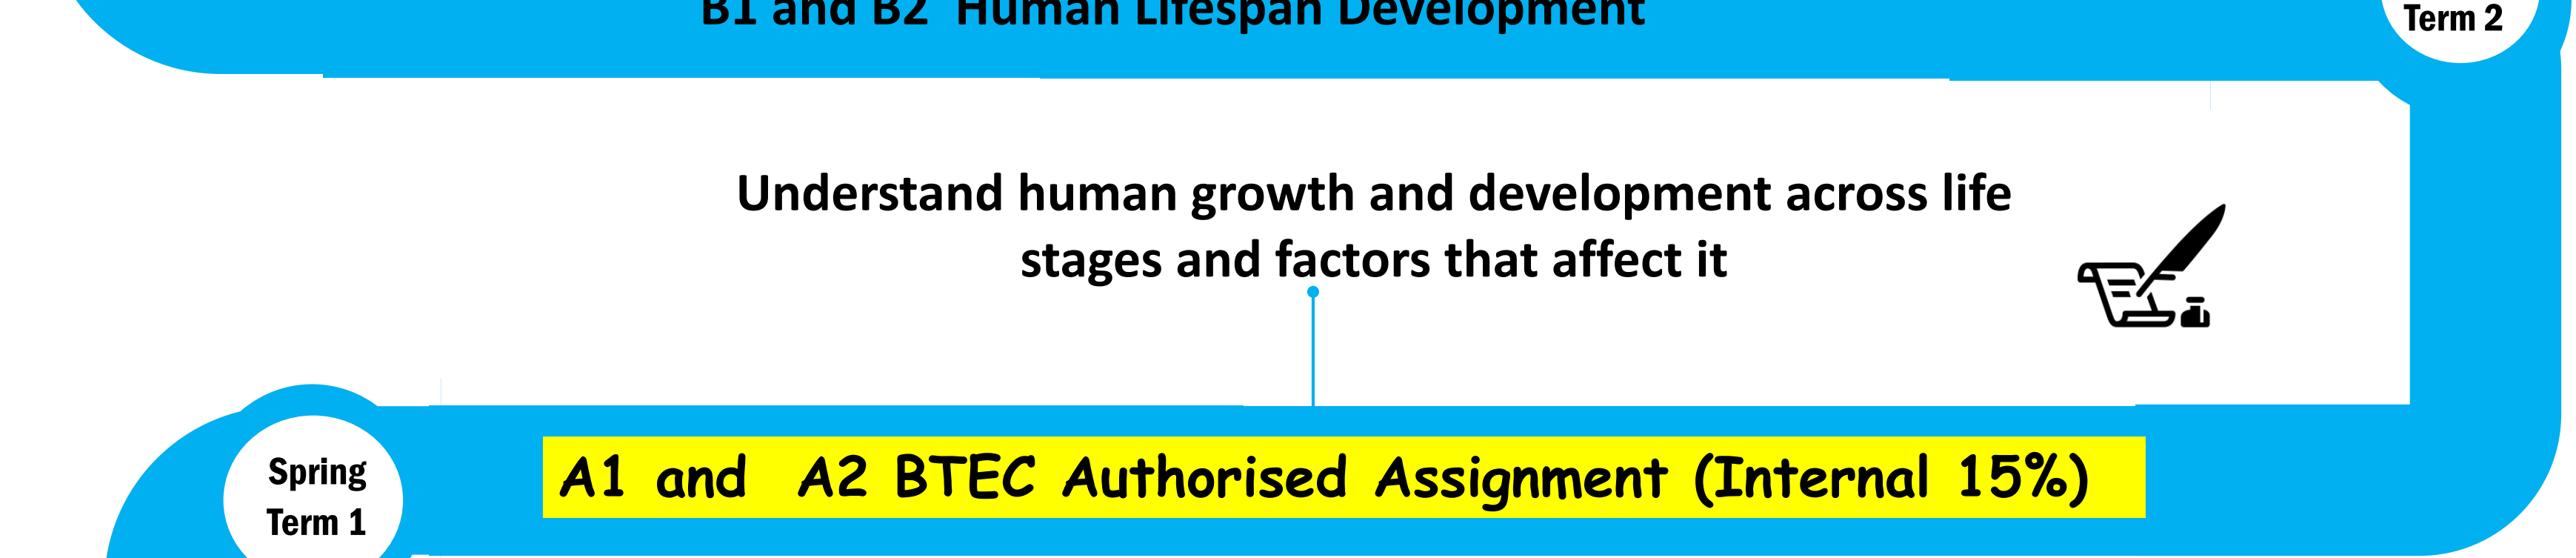 B1 and B2 Human Lifespan Development
Term 2
Understand human growth and development across life
stages and factors that affect it
Spring
Term 1
A1 and A2 BTEC Authorised Assignment (Internal 15%)